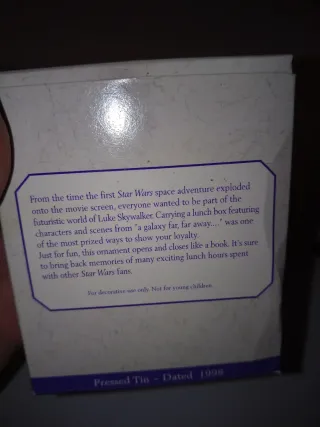 From the time the first Star Wars space adventure exploded
onto the movie screen, everyone wanted to be part of the
futuristic world of Luke Skywalker. Carrying a lunch box featuring
characters and scenes from "a galaxy far, far away...." was one
of the most prized ways to show your loyalty.
Just for fun, this ornament opens and closes like a book. It's sure
to bring back memories of many exciting lunch hours spent
with other Star Wars fans.
For decorative use only. Not for young children.
Pressed Tin - Dated 1998